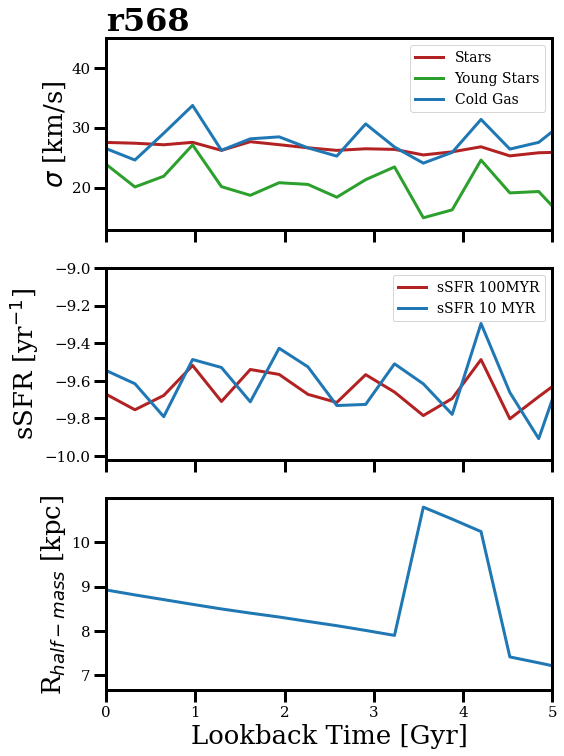 r568
σ [km/s]
40
30
20
Stars
Young Stars
Cold Gas
sSFR [yr⁻¹]
−9.0
−9.2
−9.4
−9.6
−9.8
−10.0
sSFR 100MYR
sSFR 10 MYR
R_half−mass [kpc]
10
9
8
7
0 1 2 3 4 5
Lookback Time [Gyr]